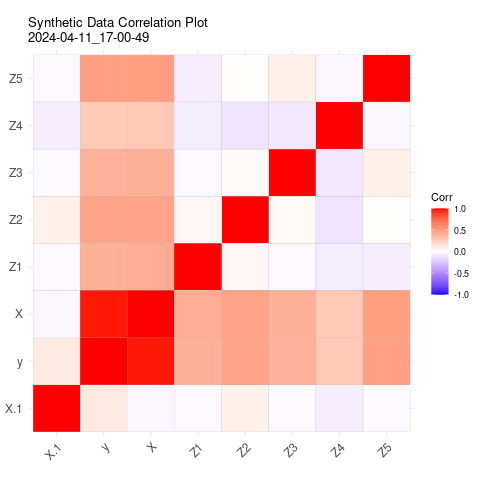 Synthetic Data Correlation Plot
2024-04-11_17-00-49
Z5
Z4
Z3
Z2
Z1
X
y
X.1
X.1
y
X
Z1
Z2
Z3
Z4
Z5
Corr
1.0
0.5
0.0
-0.5
-1.0